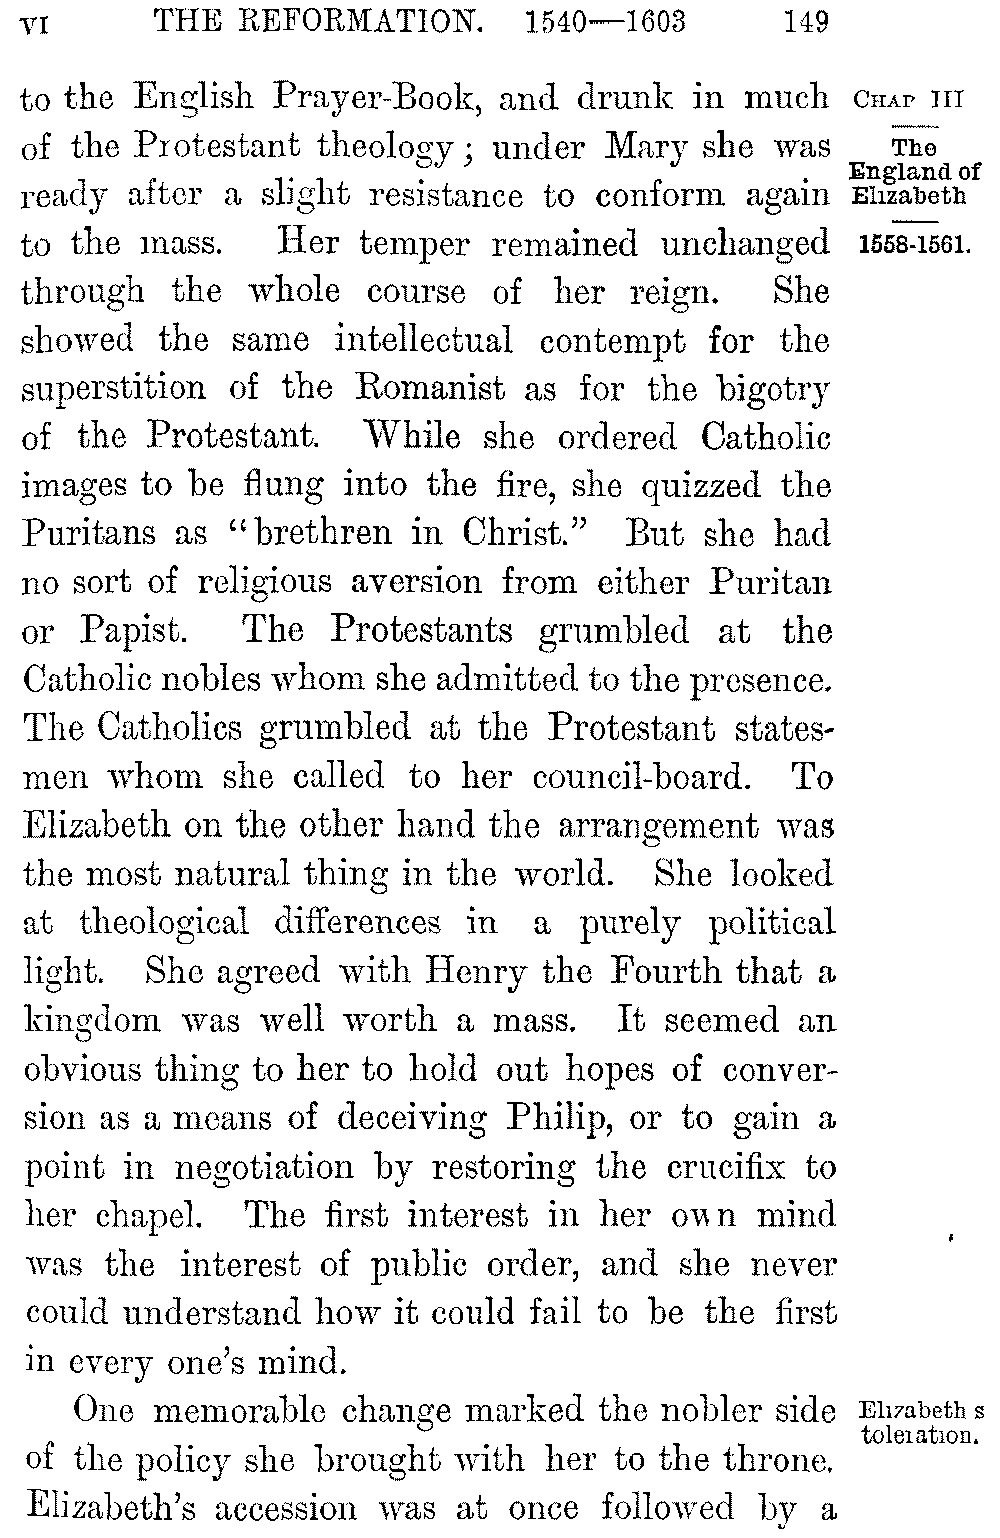 VI THE REFORMATION. 1540—1603 149
to the English Prayer-Book, and drunk in much
of the Protestant theology; under Mary she was
ready after a slight resistance to conform again
to the mass. Her temper remained unchanged
through the whole course of her reign. She
showed the same intellectual contempt for the
superstition of the Romanist as for the bigotry
of the Protestant. While she ordered Catholic
images to be flung into the fire, she quizzed the
Puritans as “brethren in Christ.” But she had
no sort of religious aversion from either Puritan
or Papist. The Protestants grumbled at the
Catholic nobles whom she admitted to the presence.
The Catholics grumbled at the Protestant states-
men whom she called to her council-board. To
Elizabeth on the other hand the arrangement was
the most natural thing in the world. She looked
at theological differences in a purely political
light. She agreed with Henry the Fourth that a
kingdom was well worth a mass. It seemed an
obvious thing to her to hold out hopes of conver-
sion as a means of deceiving Philip, or to gain a
point in negotiation by restoring the crucifix to
her chapel. The first interest in her own mind
was the interest of public order, and she never
could understand how it could fail to be the first
in every one's mind.
One memorable change marked the nobler side
of the policy she brought with her to the throne.
Elizabeth's accession was at once followed by a
CHAP III
The
England of
Elizabeth
1558-1561.
Elizabeth s
toleration.